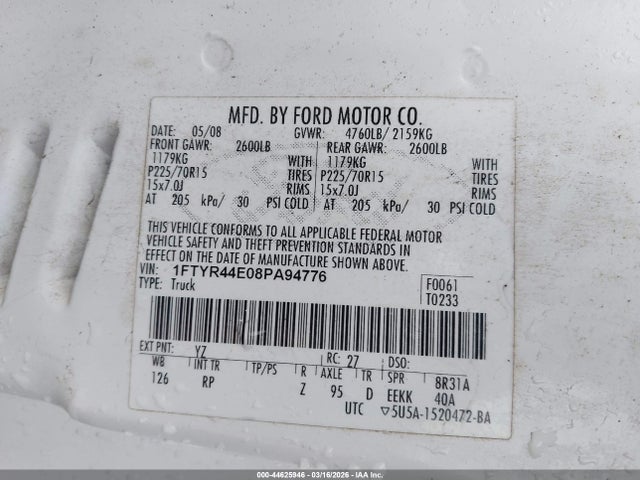 MFD. BY FORD MOTOR CO.
DATE: 05/08 GVWR: 4760LB/ 2159KG
FRONT GAWR: 2600LB REAR GAWR: 2600LB
1179KG WITH 1179KG WITH
P225/70R15 TIRES P225/70R15 TIRES
15x7.0J RIMS 15x7.0J RIMS
AT 205 kPa/ 30 PSI COLD AT 205 kPa/ 30 PSI COLD
THIS VEHICLE CONFORMS TO ALL APPLICABLE FEDERAL MOTOR
VEHICLE SAFETY AND THEFT PREVENTION STANDARDS IN
EFFECT ON THE DATE OF MANUFACTURE SHOWN ABOVE.
VIN: 1FTYR44E08PA94776 F0061
TYPE: Truck T0233
EXT PNT: YZ RC: 27 DSO:
WB INT TR TP/PS R AXLE TR SPR 8R31A
126 RP Z 95 D EEKK 40A
UTC ▽5U5A-1520472-BA
000-44625946 - 03/16/2026 - IAA Inc.